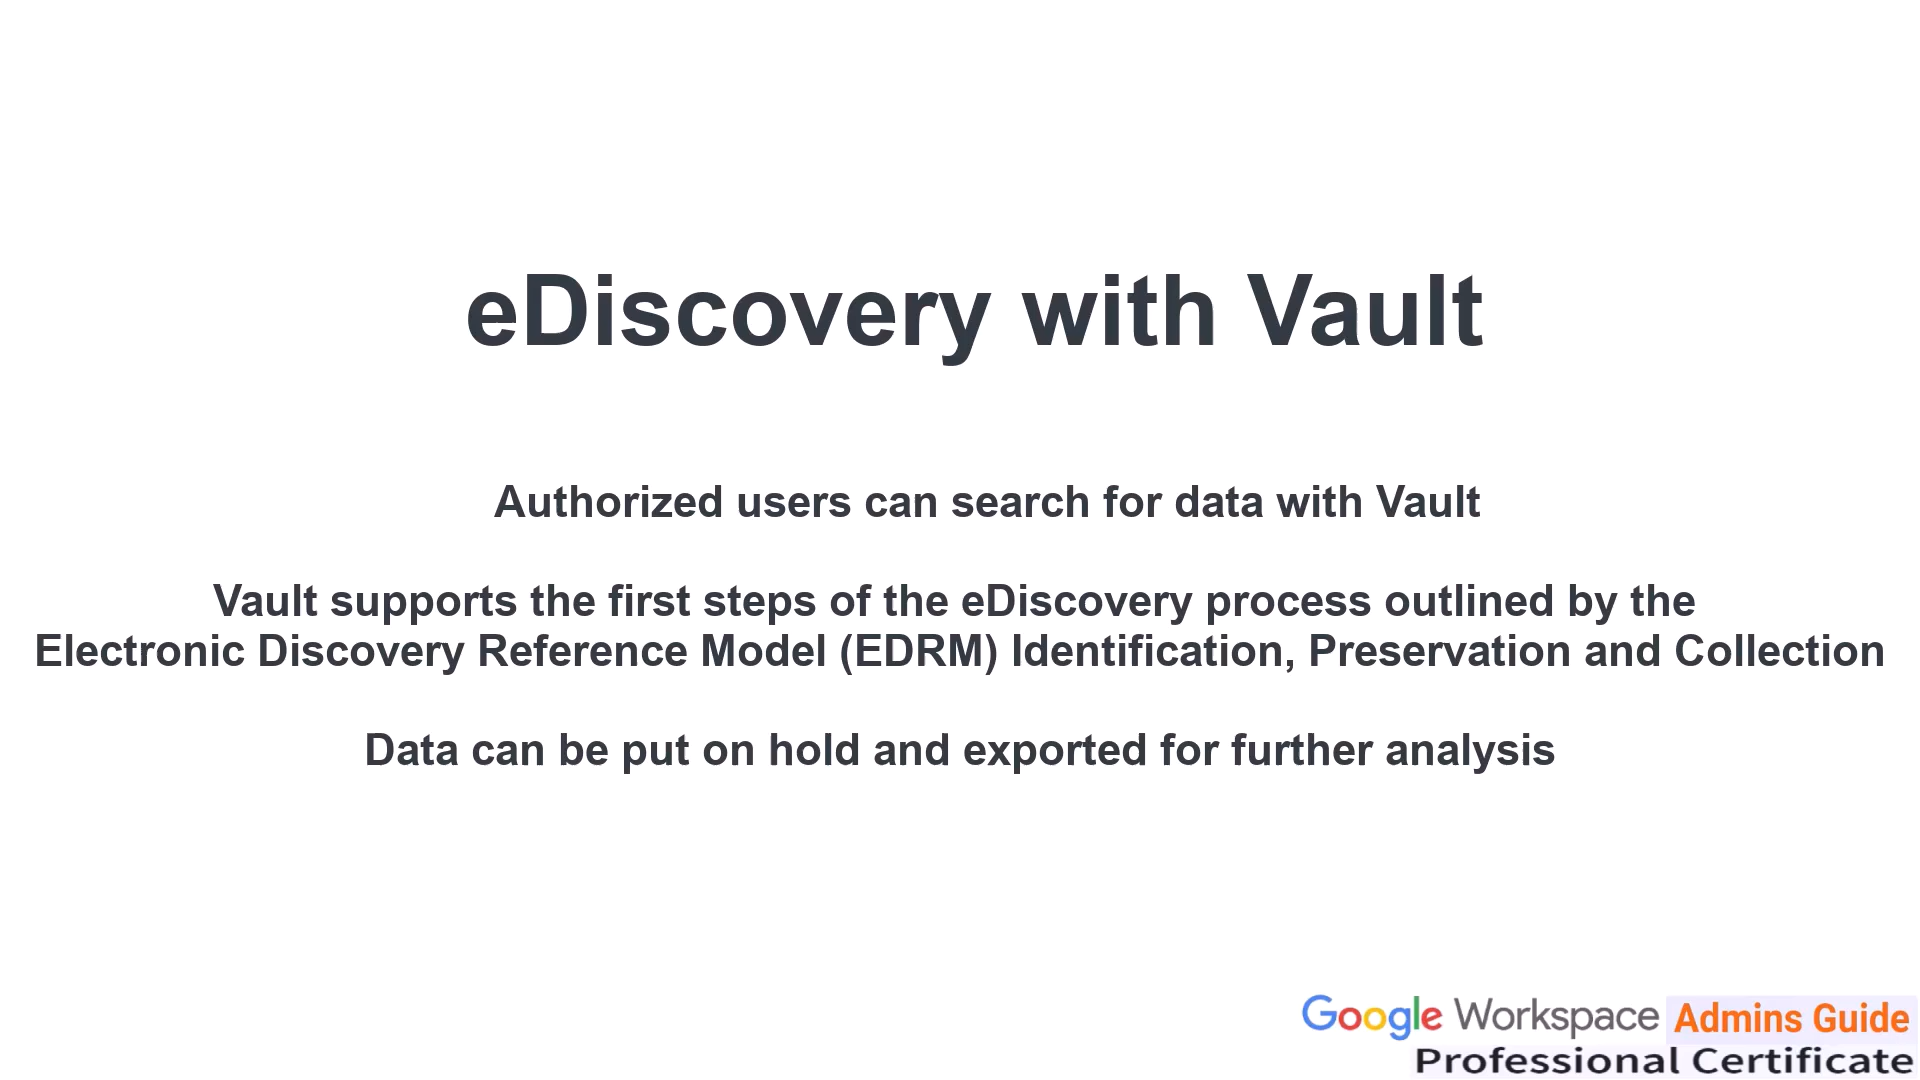 eDiscovery with Vault
Authorized users can search for data with Vault
Vault supports the first steps of the eDiscovery process outlined by the
Electronic Discovery Reference Model (EDRM) Identification, Preservation and Collection
Data can be put on hold and exported for further analysis
Google Workspace Admins Guide
Professional Certificate